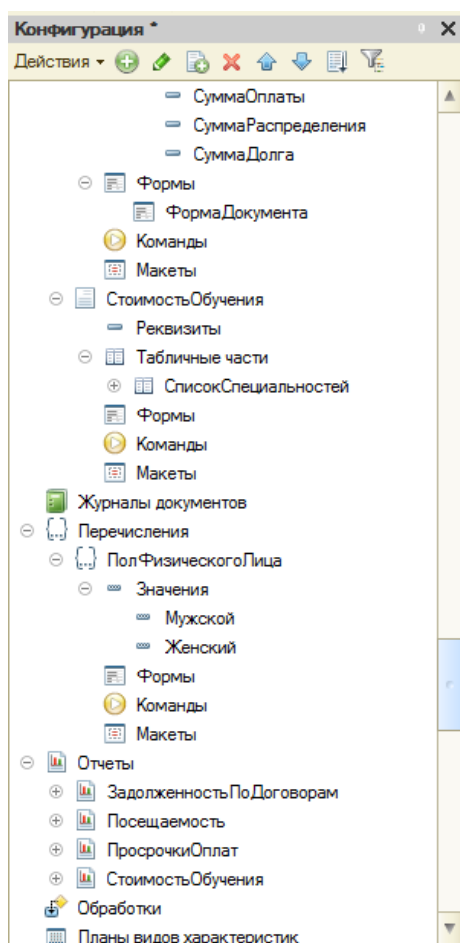 Конфигурация *
Действия
СуммаОплаты
СуммаРаспределения
СуммаДолга
Формы
ФормаДокумента
Команды
Макеты
СтоимостьОбучения
Реквизиты
Табличные части
СписокСпециальностей
Формы
Команды
Макеты
Журналы документов
Перечисления
ПолФизическогоЛица
Значения
Мужской
Женский
Формы
Команды
Макеты
Отчеты
ЗадолженностьПоДоговорам
Посещаемость
ПросрочкиОплат
СтоимостьОбучения
Обработки
Планы видов характеристик